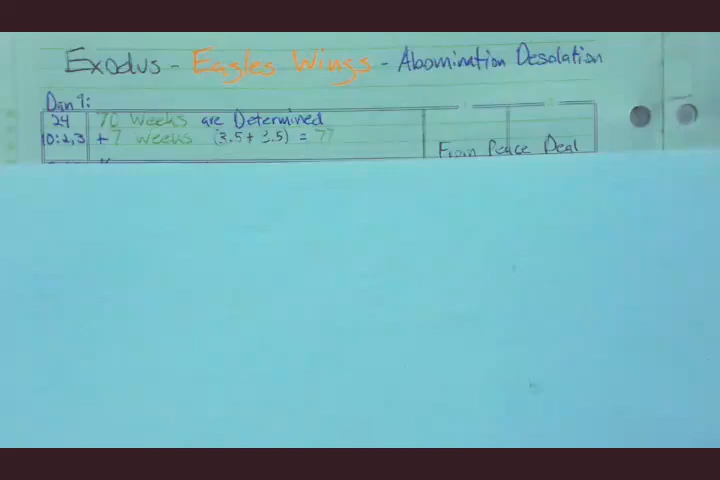 Exodus - Eagles Wings - Abomination Desolation
Dan 9:
24 70 Weeks are Determined
10:2,3 + 7 weeks (3.5 + 3.5) = 77
From Peace Deal